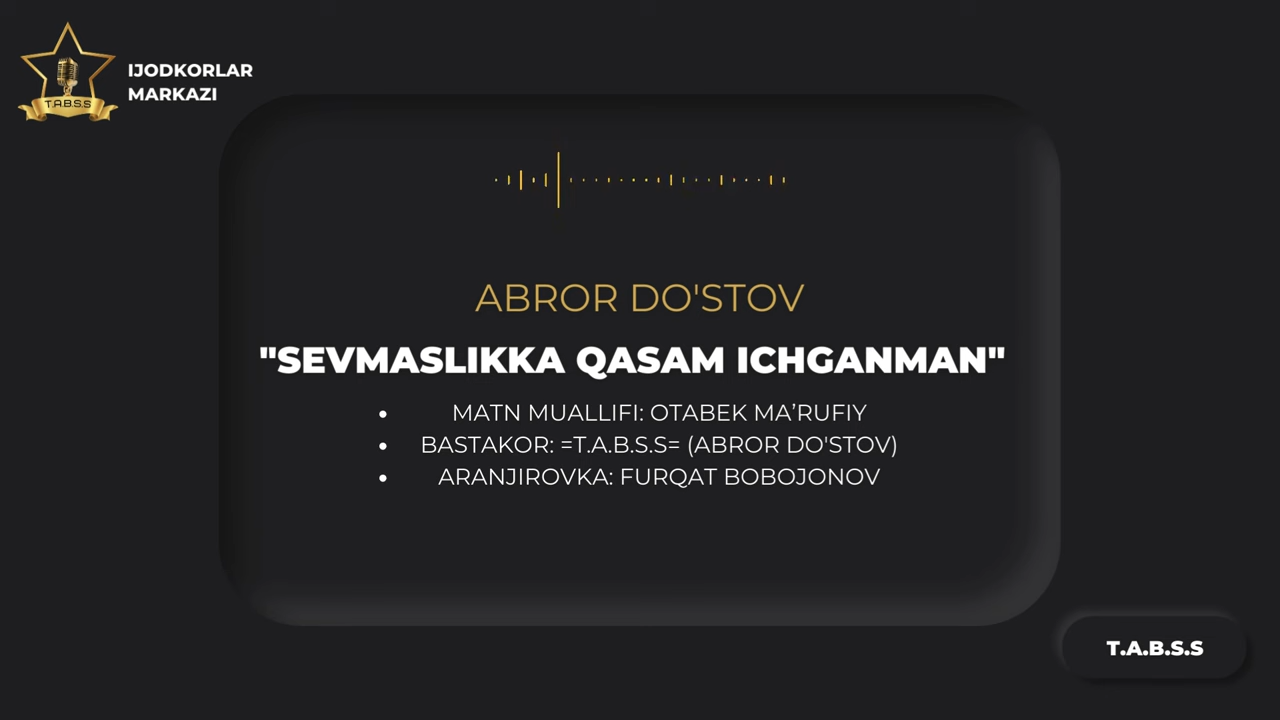 T.A.B.S.S
IJODKORLAR
MARKAZI
ABROR DO'STOV
"SEVMASLIKKA QASAM ICHGANMAN"
• MATN MUALLIFI: OTABEK MA’RUFIY
• BASTAKOR: =T.A.B.S.S= (ABROR DO'STOV)
• ARANJIROVKA: FURQAT BOBOJONOV
T.A.B.S.S